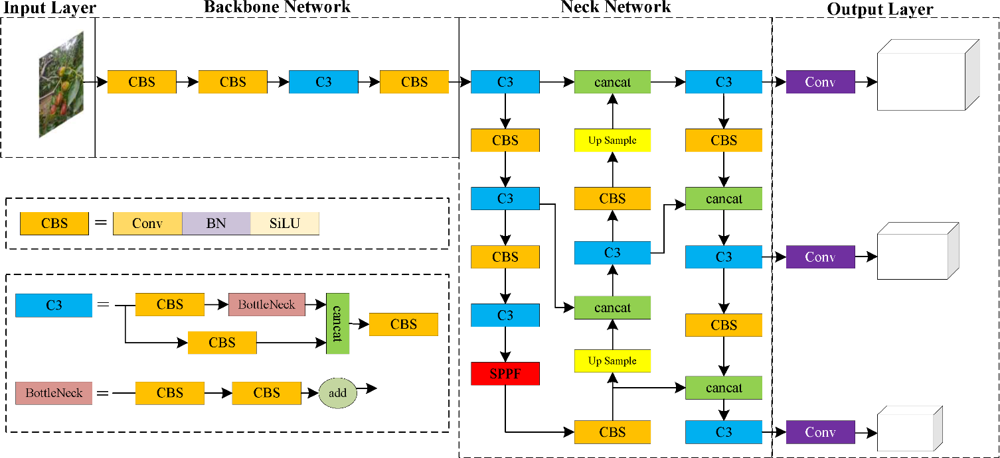 Input Layer
Backbone Network
Neck Network
Output Layer
CBS
CBS
C3
CBS
C3
cancat
C3
Conv
CBS
Up Sample
CBS
C3
CBS
cancat
CBS = Conv BN SiLU
CBS
C3
C3
Conv
C3 = CBS BottleNeck
cancat
CBS
CBS
C3
cancat
CBS
SPPF
Up Sample
cancat
BottleNeck = CBS CBS add
CBS
C3
Conv